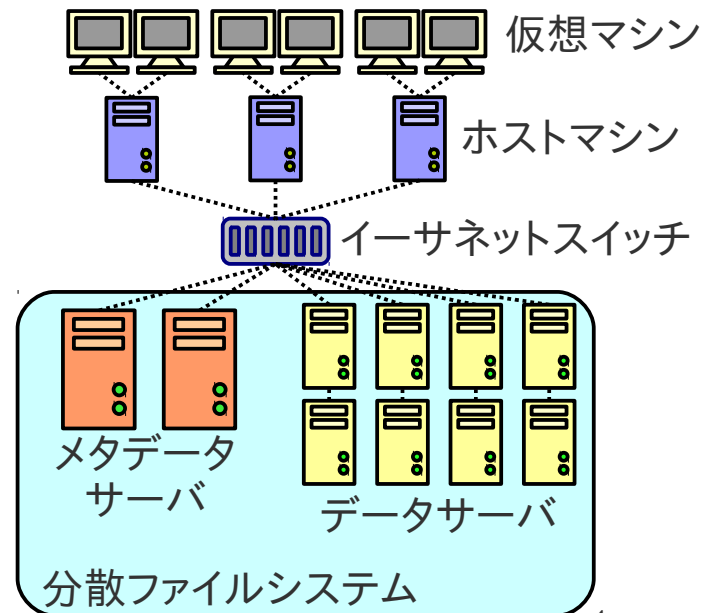 仮想マシン
ホストマシン
イーサネットスイッチ
メタデータ
サーバ
データサーバ
分散ファイルシステム